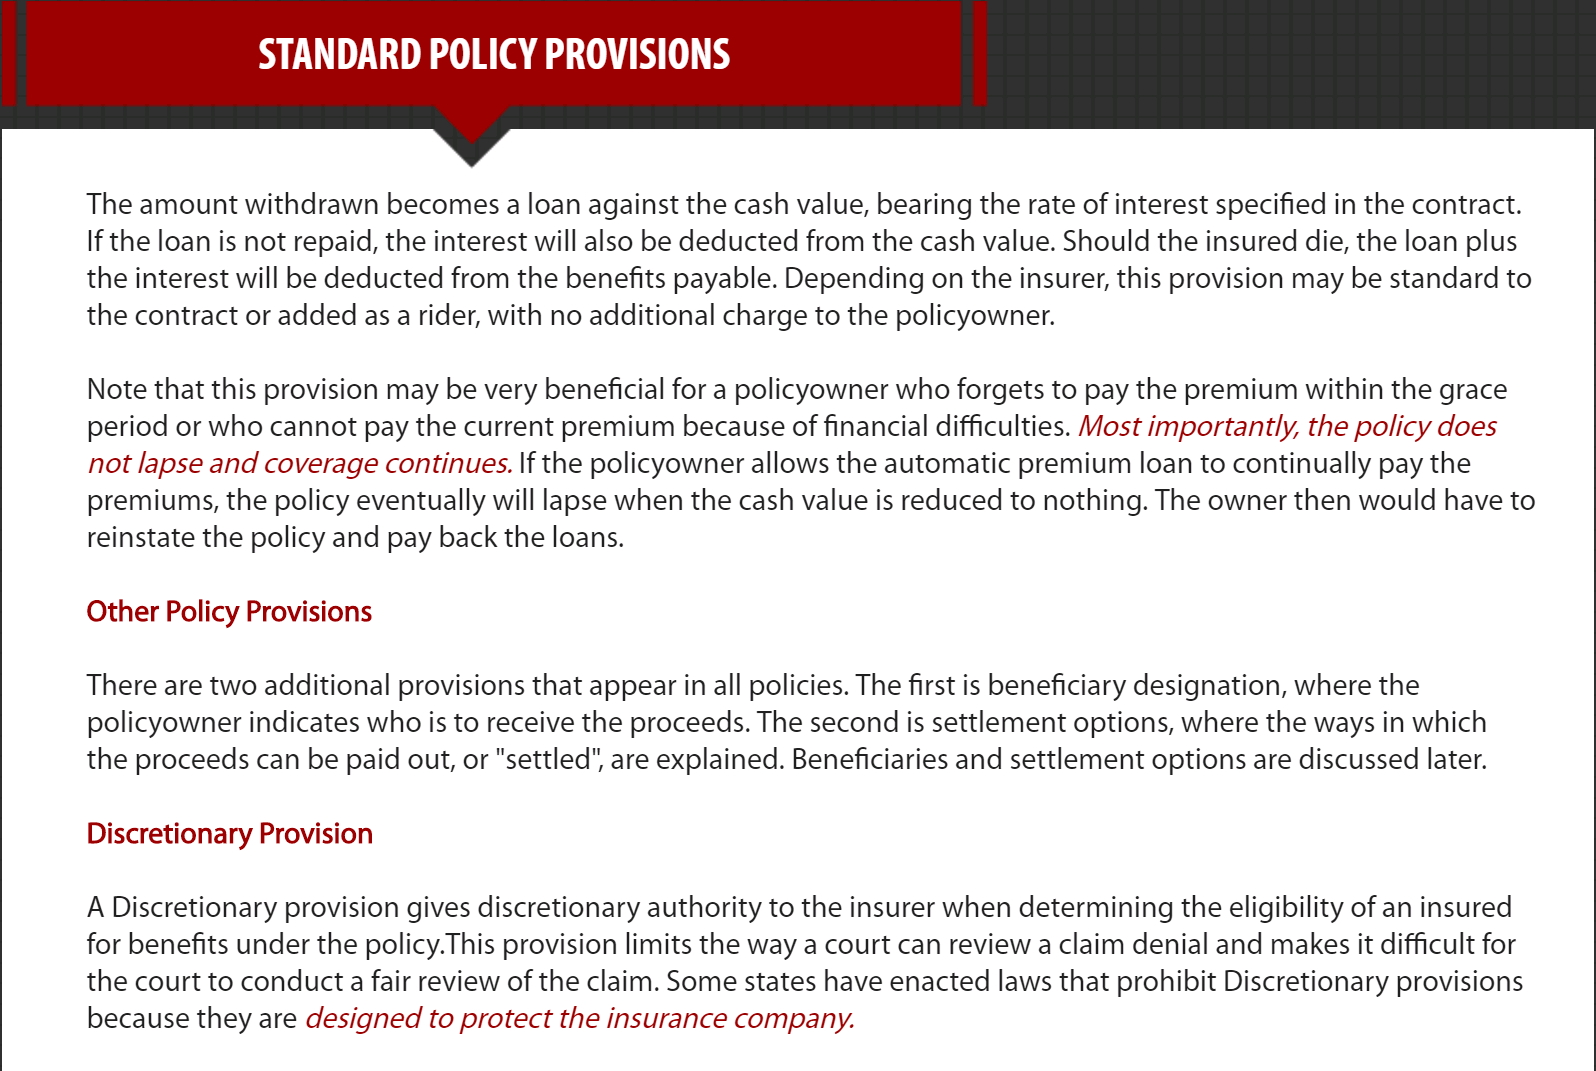 STANDARD POLICY PROVISIONS
The amount withdrawn becomes a loan against the cash value, bearing the rate of interest specified in the contract.
If the loan is not repaid, the interest will also be deducted from the cash value. Should the insured die, the loan plus
the interest will be deducted from the benefits payable. Depending on the insurer, this provision may be standard to
the contract or added as a rider, with no additional charge to the policyowner.
Note that this provision may be very beneficial for a policyowner who forgets to pay the premium within the grace
period or who cannot pay the current premium because of financial difficulties. Most importantly, the policy does
not lapse and coverage continues. If the policyowner allows the automatic premium loan to continually pay the
premiums, the policy eventually will lapse when the cash value is reduced to nothing. The owner then would have to
reinstate the policy and pay back the loans.
Other Policy Provisions
There are two additional provisions that appear in all policies. The first is beneficiary designation, where the
policyowner indicates who is to receive the proceeds. The second is settlement options, where the ways in which
the proceeds can be paid out, or "settled", are explained. Beneficiaries and settlement options are discussed later.
Discretionary Provision
A Discretionary provision gives discretionary authority to the insurer when determining the eligibility of an insured
for benefits under the policy.This provision limits the way a court can review a claim denial and makes it difficult for
the court to conduct a fair review of the claim. Some states have enacted laws that prohibit Discretionary provisions
because they are designed to protect the insurance company.